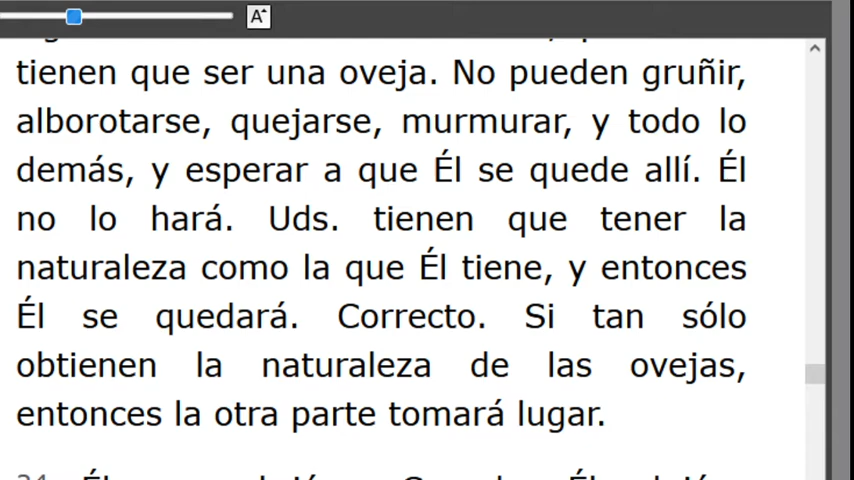 A
tienen que ser una oveja. No pueden gruñir,
alborotarse, quejarse, murmurar, y todo lo
demás, y esperar a que Él se quede allí. Él
no lo hará. Uds. tienen que tener la
naturaleza como la que Él tiene, y entonces
Él se quedará. Correcto. Si tan sólo
obtienen la naturaleza de las ovejas,
entonces la otra parte tomará lugar.